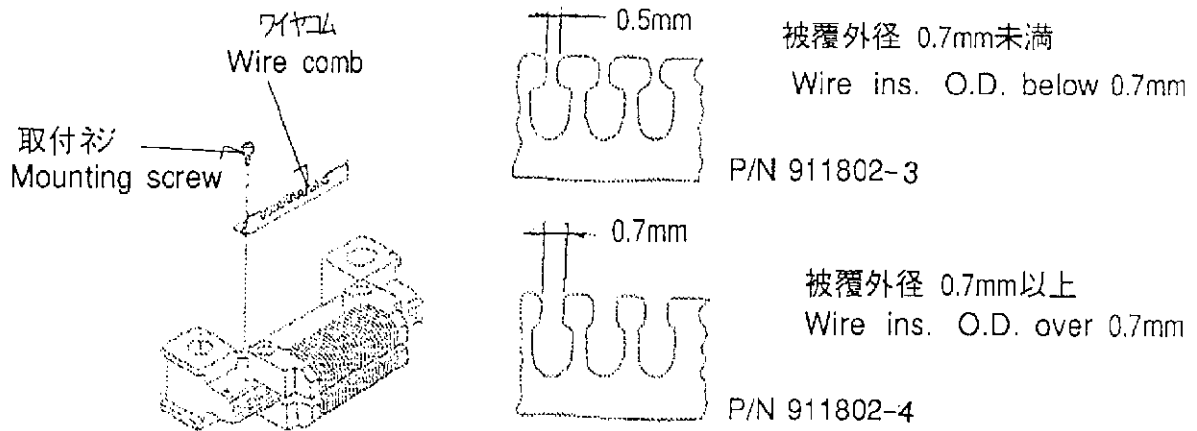 ワイヤコム
Wire comb
取付ネジ
Mounting screw
0.5mm
被覆外径 0.7mm未満
Wire ins. O.D. below 0.7mm
P/N 911802-3
0.7mm
被覆外径 0.7mm以上
Wire ins. O.D. over 0.7mm
P/N 911802-4